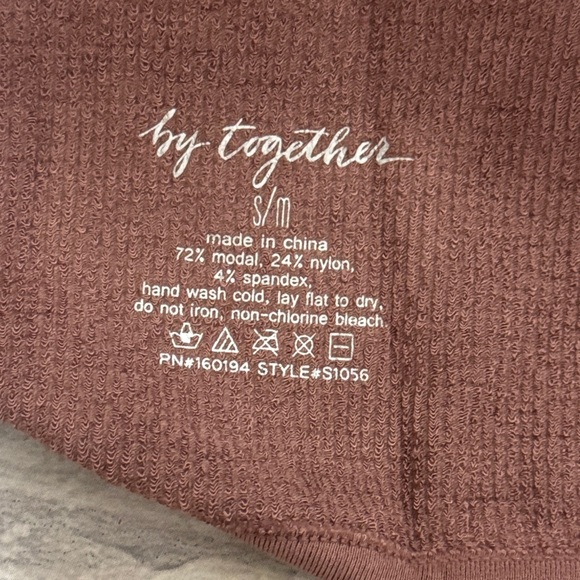 by together
s/m
made in china
72% modal, 24% nylon,
4% spandex,
hand wash cold, lay flat to dry,
do not iron, non-chlorine bleach.
PN#160194 STYLE#S1056